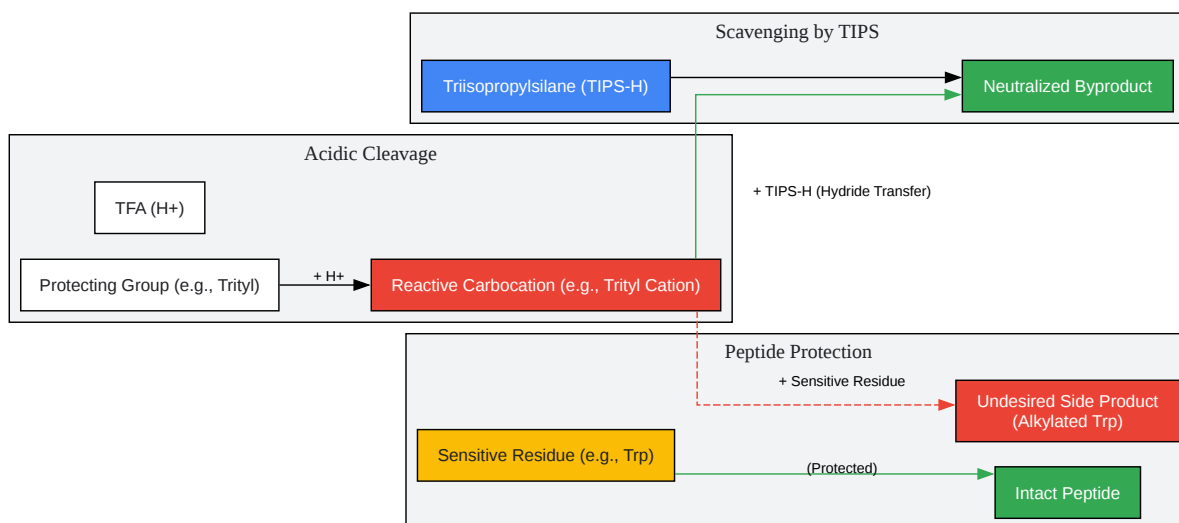 Scavenging by TIPS
Triisopropylsilane (TIPS-H)
Neutralized Byproduct
Acidic Cleavage
TFA (H+)
+ TIPS-H (Hydride Transfer)
Protecting Group (e.g., Trityl)
+ H+
Reactive Carbocation (e.g., Trityl Cation)
Peptide Protection
+ Sensitive Residue
Undesired Side Product
(Alkylated Trp)
Sensitive Residue (e.g., Trp)
(Protected)
Intact Peptide